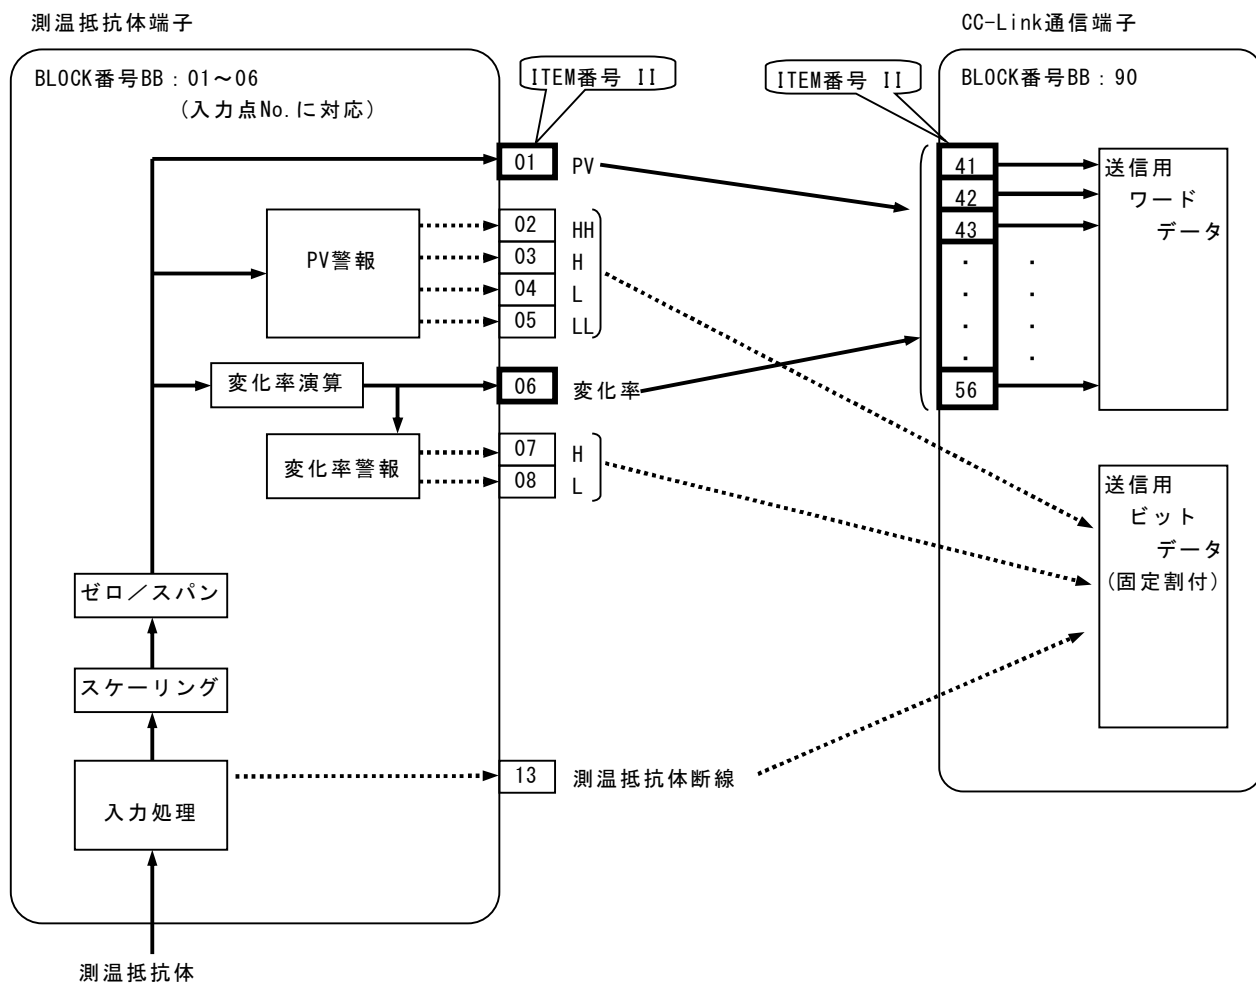 測温抵抗体端子
BLOCK番号BB：01～06
(入力点No.に対応)
ITEM番号 II
01 PV
PV警報
02 HH
03 H
04 L
05 LL
変化率演算
06 変化率
変化率警報
07 H
08 L
ゼロ／スパン
スケーリング
入力処理
13 測温抵抗体断線
測温抵抗体
CC-Link通信端子
ITEM番号 II
BLOCK番号BB：90
41
42
43
・ ・
・ ・
・ ・
・ ・
56
送信用
ワード
データ
送信用
ビット
データ
(固定割付)